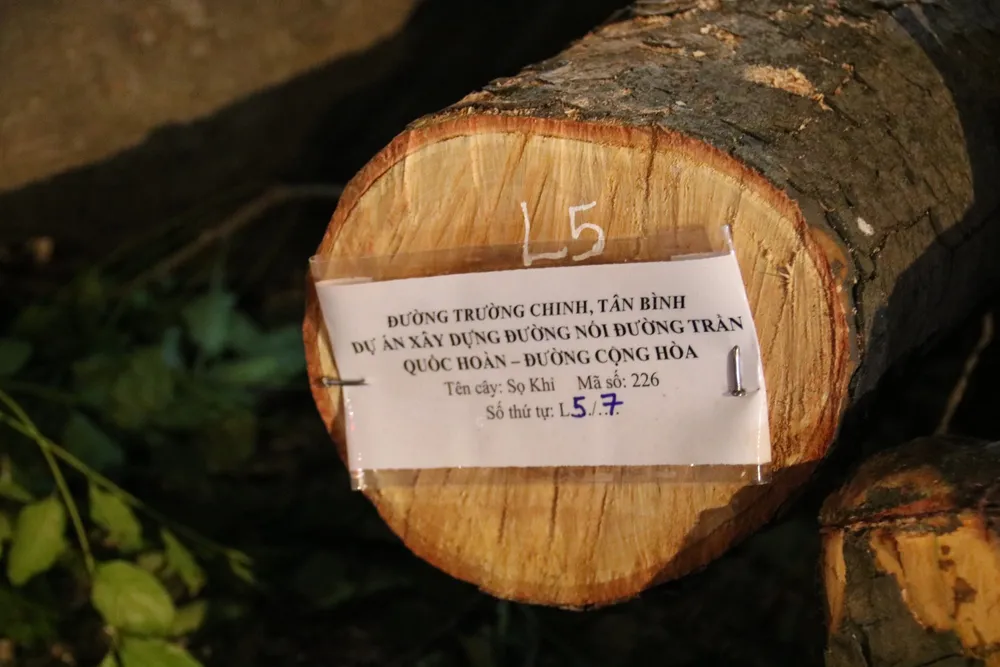 L5
ĐƯỜNG TRƯỜNG CHINH, TÂN BÌNH
DỰ ÁN XÂY DỰNG ĐƯỜNG NỐI ĐƯỜNG TRẦN
QUỐC HOÀN – ĐƯỜNG CỘNG HÒA
Tên cây: Sọ Khỉ Mã số: 226
Số thứ tự: L5./.7.